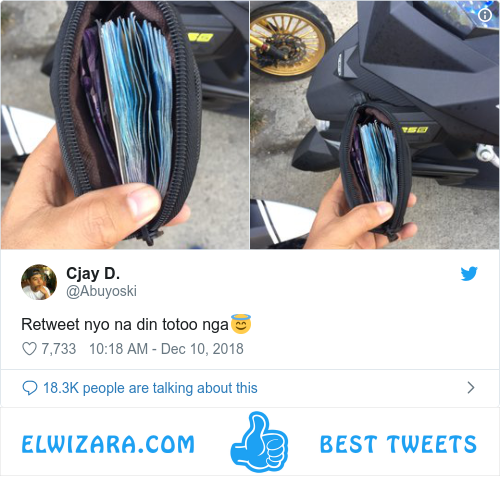 Cjay D.
@Abuyoski
Retweet nyo na din totoo nga😇
7,733 10:18 AM - Dec 10, 2018
18.3K people are talking about this
ELWIZARA.COM BEST TWEETS